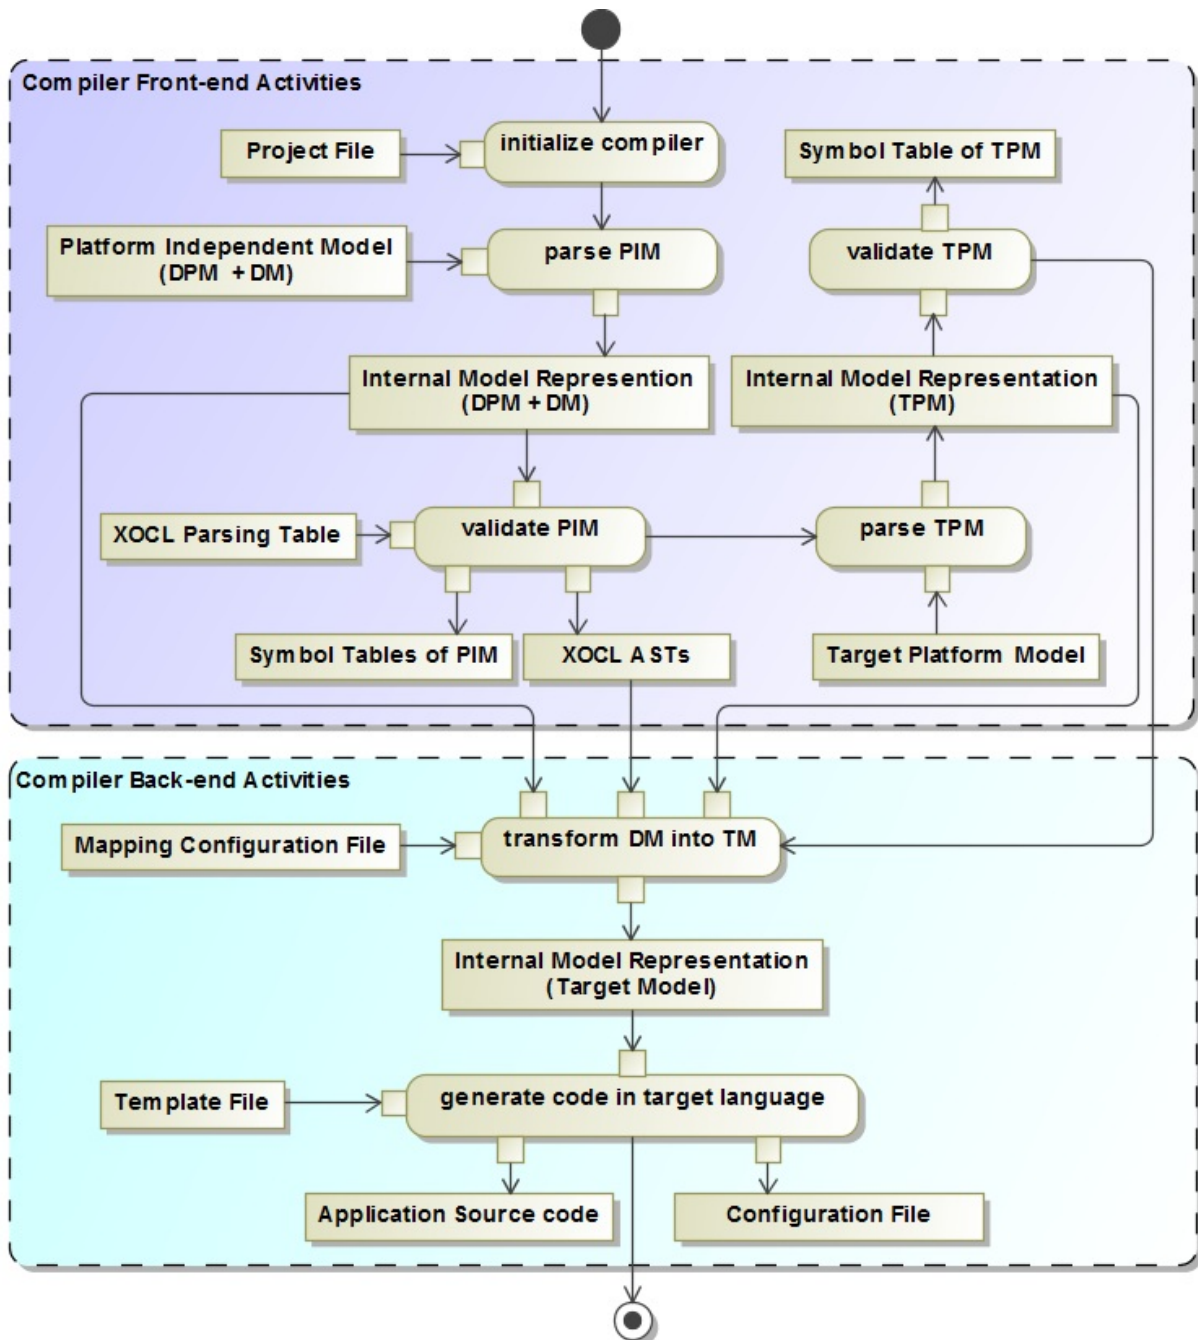 Compiler Front-end Activities
Project File
initialize compiler
Symbol Table of TPM
Platform Independent Model
(DPM + DM)
parse PIM
validate TPM
Internal Model Represention
(DPM + DM)
Internal Model Representation
(TPM)
XOCL Parsing Table
validate PIM
parse TPM
Symbol Tables of PIM
XOCL ASTs
Target Platform Model
Compiler Back-end Activities
Mapping Configuration File
transform DM into TM
Internal Model Representation
(Target Model)
Template File
generate code in target language
Application Source code
Configuration File